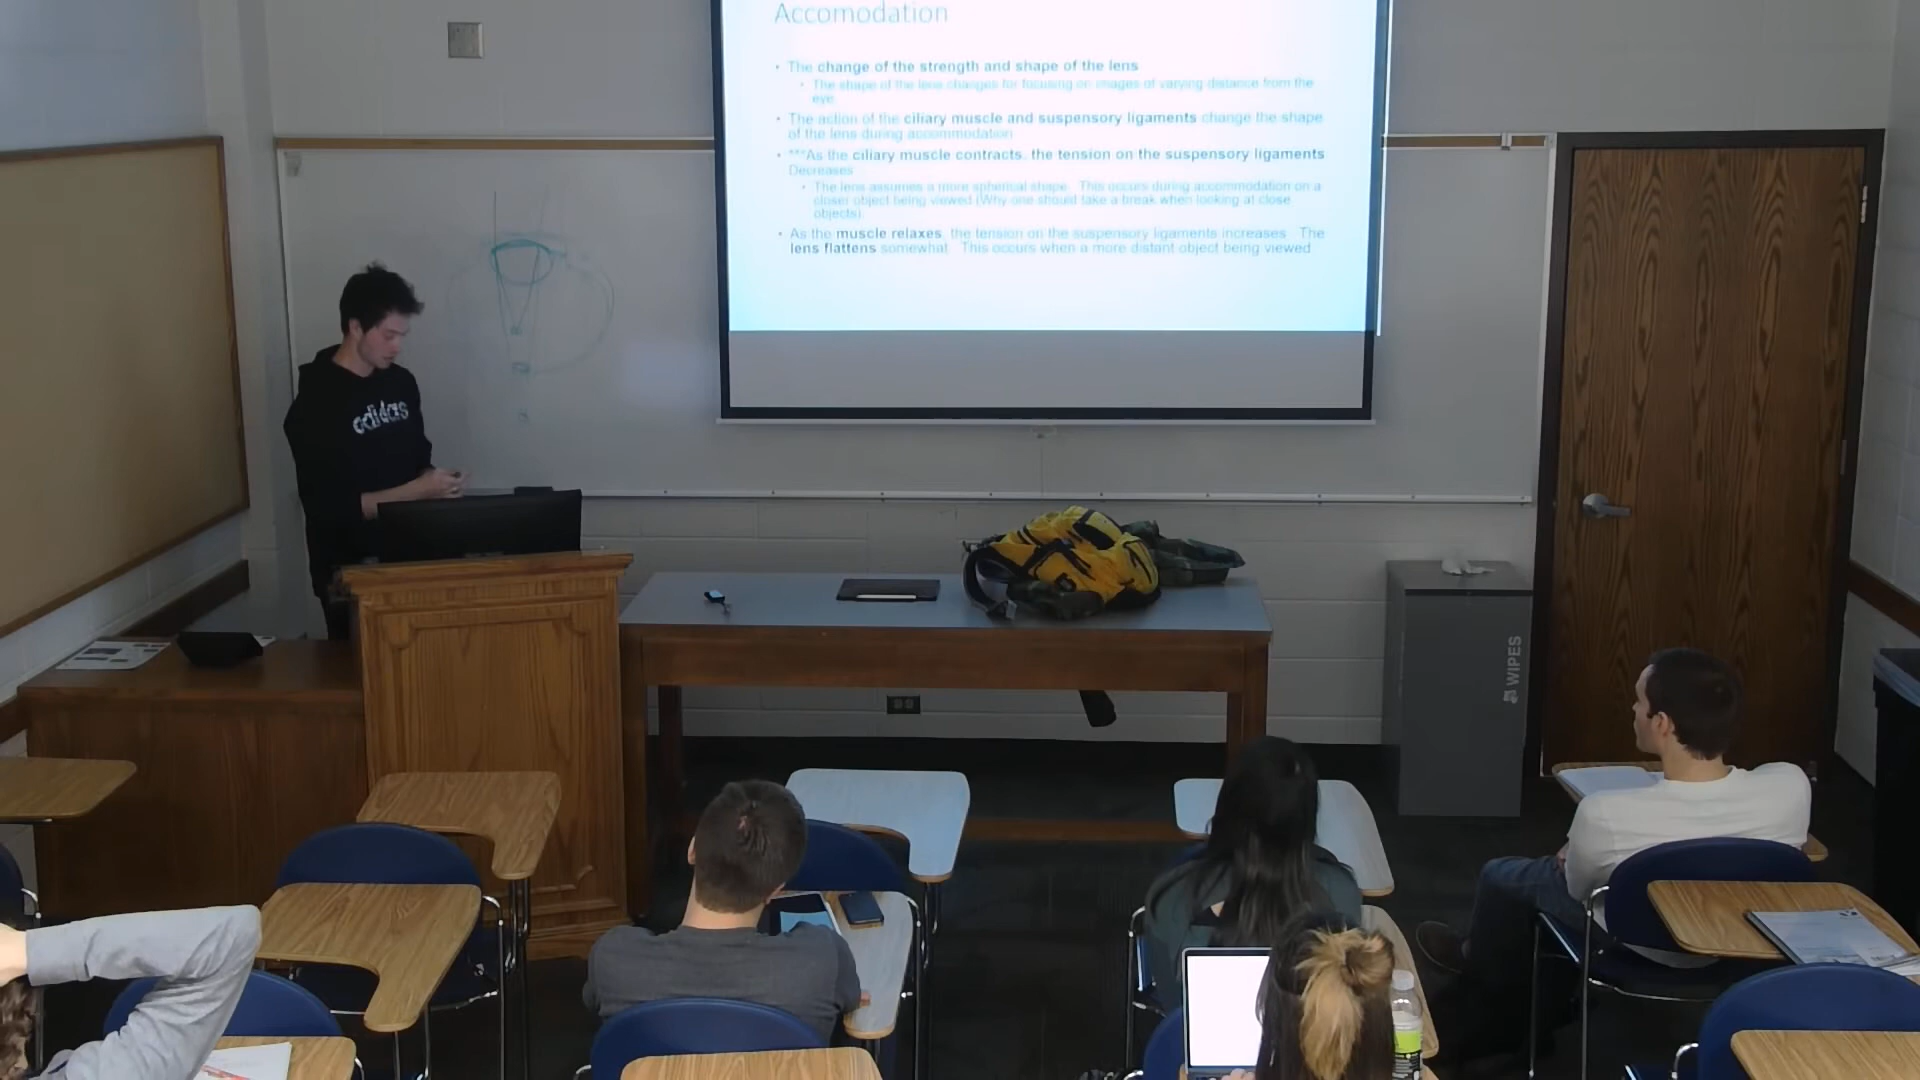 Accomodation
• The change of the strength and shape of the lens
• The shape of the lens changes for focusing on images of varying distance from the
eye
• The action of the ciliary muscle and suspensory ligaments change the shape
of the lens during accommodation
• ***As the ciliary muscle contracts, the tension on the suspensory ligaments
Decreases
• The lens assumes a more spherical shape. This occurs during accommodation on a
closer object being viewed (Why one should take a break when looking at close
objects)
• As the muscle relaxes, the tension on the suspensory ligaments increases. The
lens flattens somewhat. This occurs when a more distant object being viewed
adidas
WIPES